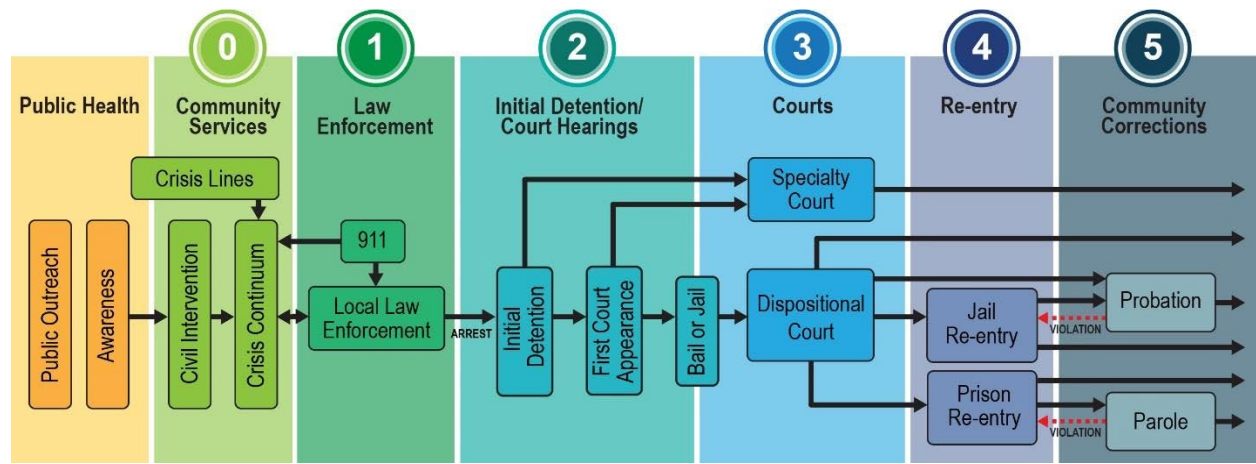 0
1
2
3
4
5
Public Health
Community
Services
Law
Enforcement
Initial Detention/
Court Hearings
Courts
Re-entry
Community
Corrections
Crisis Lines
Public Outreach
Awareness
Civil Intervention
Crisis Continuum
911
Local Law
Enforcement
ARREST
Initial
Detention
First Court
Appearance
Bail or Jail
Specialty
Court
Dispositional
Court
Jail
Re-entry
Prison
Re-entry
VIOLATION
Probation
VIOLATION
Parole